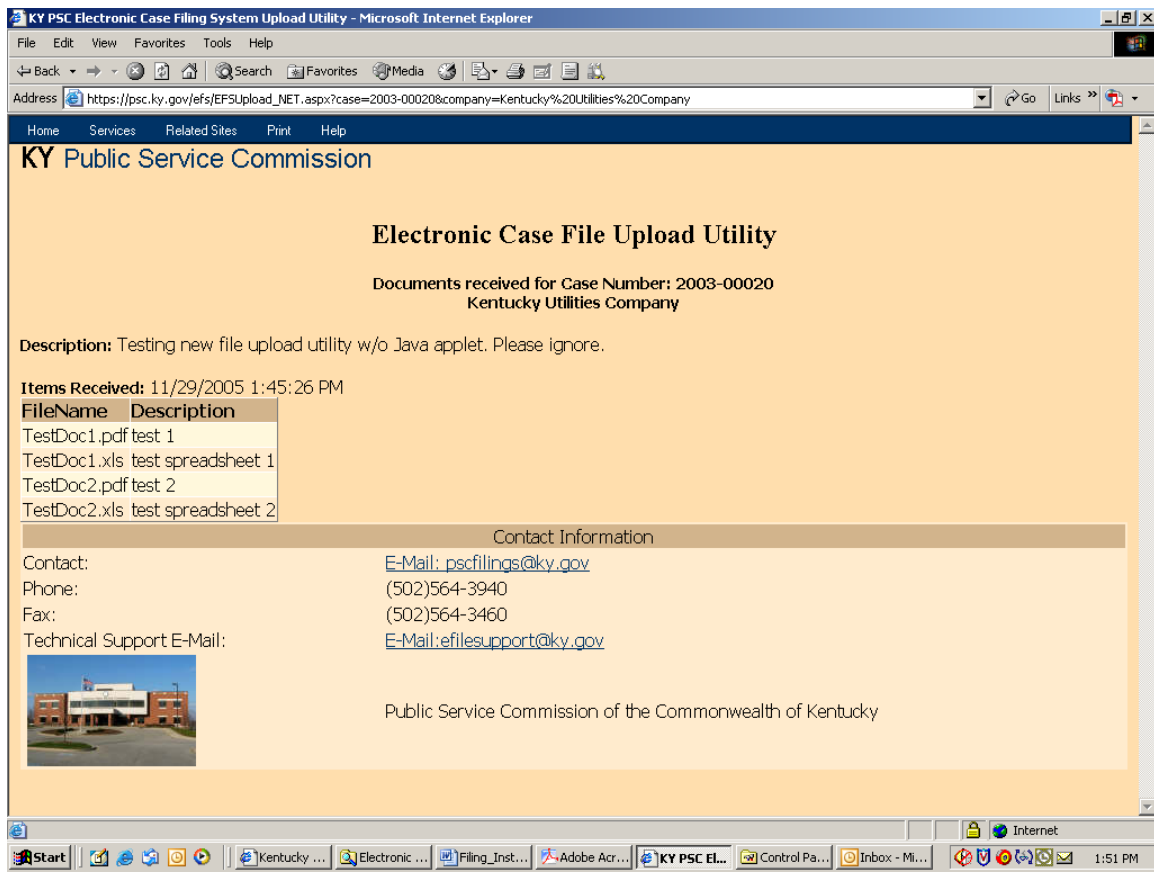 KY PSC Electronic Case Filing System Upload Utility - Microsoft Internet Explorer
File Edit View Favorites Tools Help
Back Search Favorites Media
Address https://psc.ky.gov/efs/EFSUpload_NET.aspx?case=2003-00020&company=Kentucky%20Utilities%20Company Go Links »
Home Services Related Sites Print Help
KY Public Service Commission
Electronic Case File Upload Utility
Documents received for Case Number: 2003-00020
Kentucky Utilities Company
Description: Testing new file upload utility w/o Java applet. Please ignore.
Items Received: 11/29/2005 1:45:26 PM
FileName Description
TestDoc1.pdf test 1
TestDoc1.xls test spreadsheet 1
TestDoc2.pdf test 2
TestDoc2.xls test spreadsheet 2
Contact Information
Contact: E-Mail: pscfilings@ky.gov
Phone: (502)564-3940
Fax: (502)564-3460
Technical Support E-Mail: E-Mail:efilesupport@ky.gov
Public Service Commission of the Commonwealth of Kentucky
Internet
Start Kentucky ... Electronic ... Filing_Inst... Adobe Acr... KY PSC El... Control Pa... Inbox - Mi... 1:51 PM